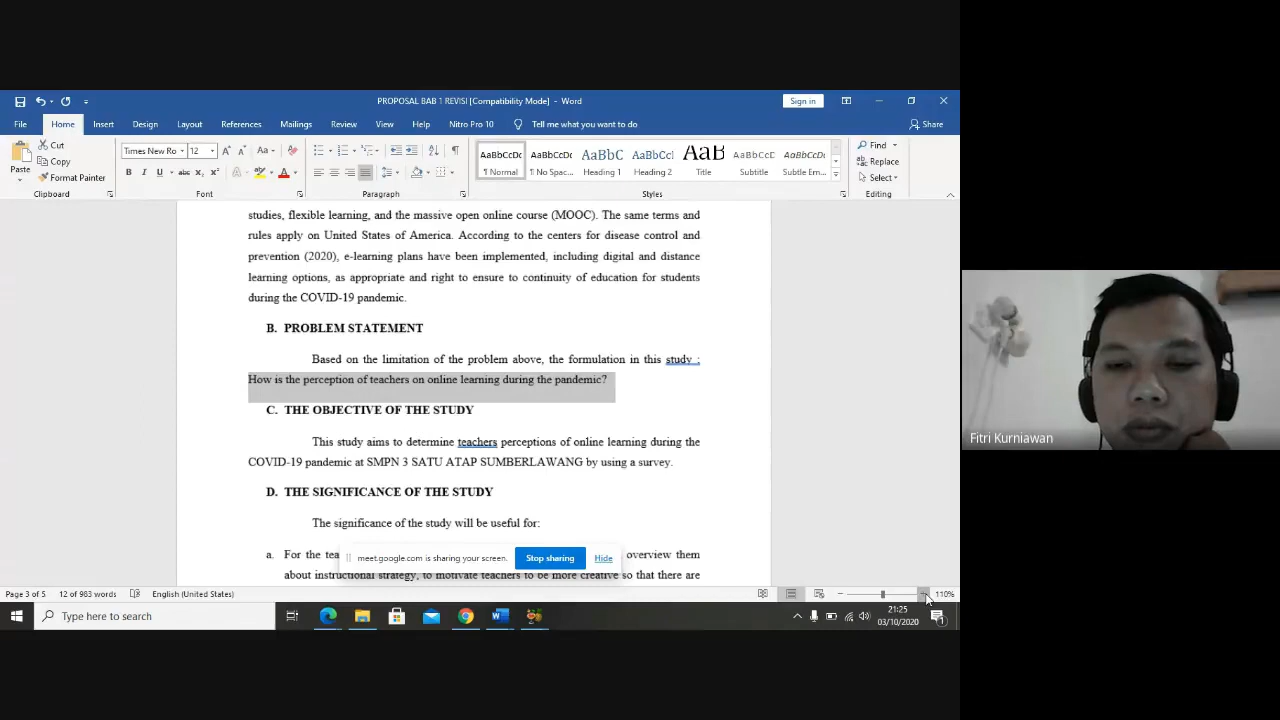 PROPOSAL BAB 1 REVISI [Compatibility Mode] - Word
Sign in
File Home Insert Design Layout References Mailings Review View Help Nitro Pro 10 Tell me what you want to do Share
Paste
Cut
Copy
Format Painter
Clipboard
Times New Ro 12
Font
Paragraph
AaBbCcDc AaBbCcDc AaBbC AaBbCcI AaB AaBbCcD AaBbCcDc
¶ Normal ¶ No Spac... Heading 1 Heading 2 Title Subtitle Subtle Em...
Styles
Find
Replace
Select
Editing
studies, flexible learning, and the massive open online course (MOOC). The same terms and
rules apply on United States of America. According to the centers for disease control and
prevention (2020), e-learning plans have been implemented, including digital and distance
learning options, as appropriate and right to ensure to continuity of education for students
during the COVID-19 pandemic.
B. PROBLEM STATEMENT
Based on the limitation of the problem above, the formulation in this study :
How is the perception of teachers on online learning during the pandemic?
C. THE OBJECTIVE OF THE STUDY
This study aims to determine teachers perceptions of online learning during the
COVID-19 pandemic at SMPN 3 SATU ATAP SUMBERLAWANG by using a survey.
D. THE SIGNIFICANCE OF THE STUDY
The significance of the study will be useful for:
a. For the overview them
about instructional strategy, to motivate teachers to be more creative so that there are
meet.google.com is sharing your screen. Stop sharing Hide
Page 3 of 5 12 of 983 words English (United States) 110%
Type here to search
21:25
03/10/2020
1
Fitri Kurniawan